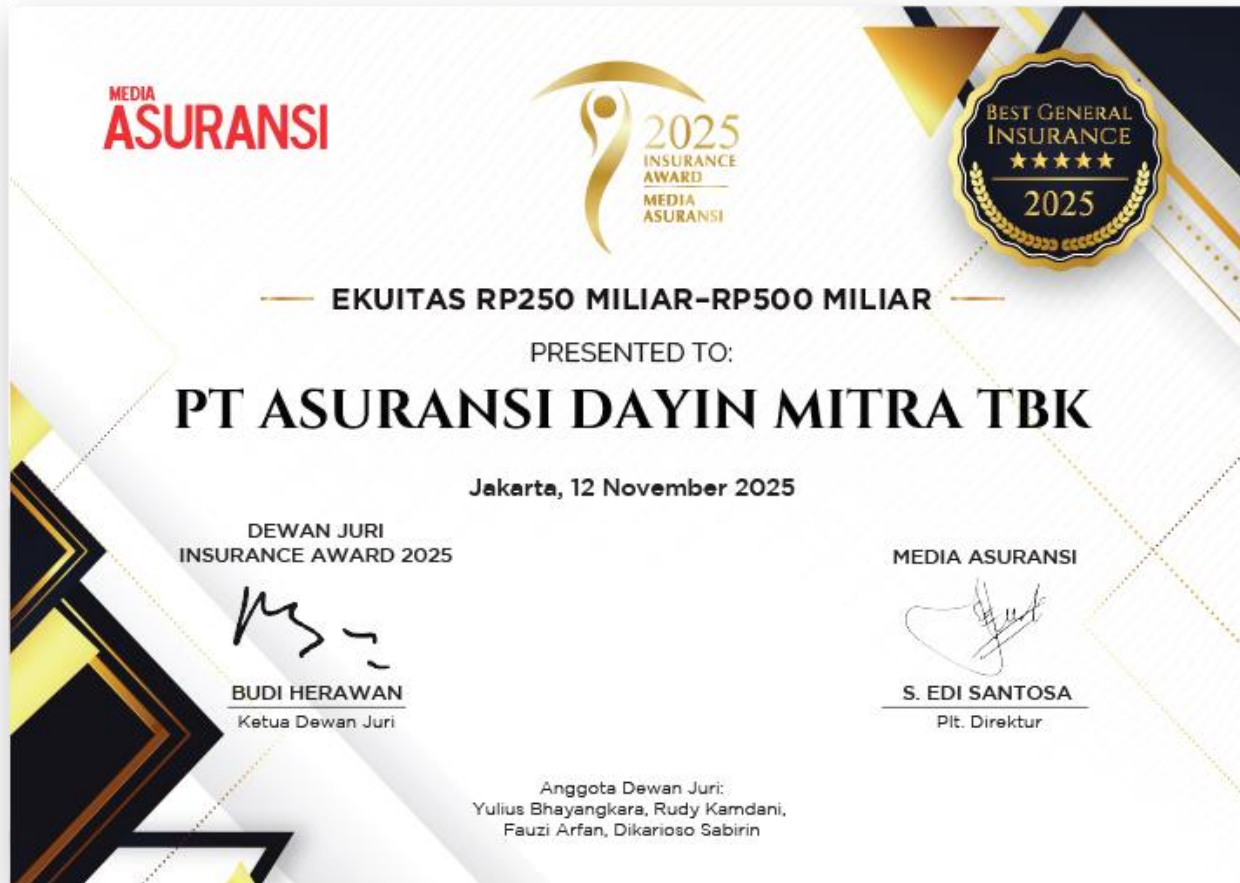 MEDIA
ASURANSI
2025
INSURANCE
AWARD
MEDIA
ASURANSI
BEST GENERAL
INSURANCE
2025
EKUITAS RP250 MILIAR–RP500 MILIAR
PRESENTED TO:
PT ASURANSI DAYIN MITRA TBK
Jakarta, 12 November 2025
DEWAN JURI
INSURANCE AWARD 2025
BUDI HERAWAN
Ketua Dewan Juri
MEDIA ASURANSI
S. EDI SANTOSA
Plt. Direktur
Anggota Dewan Juri:
Yulius Bhayangkara, Rudy Kamdani,
Fauzi Arfan, Dikarioso Sabirin